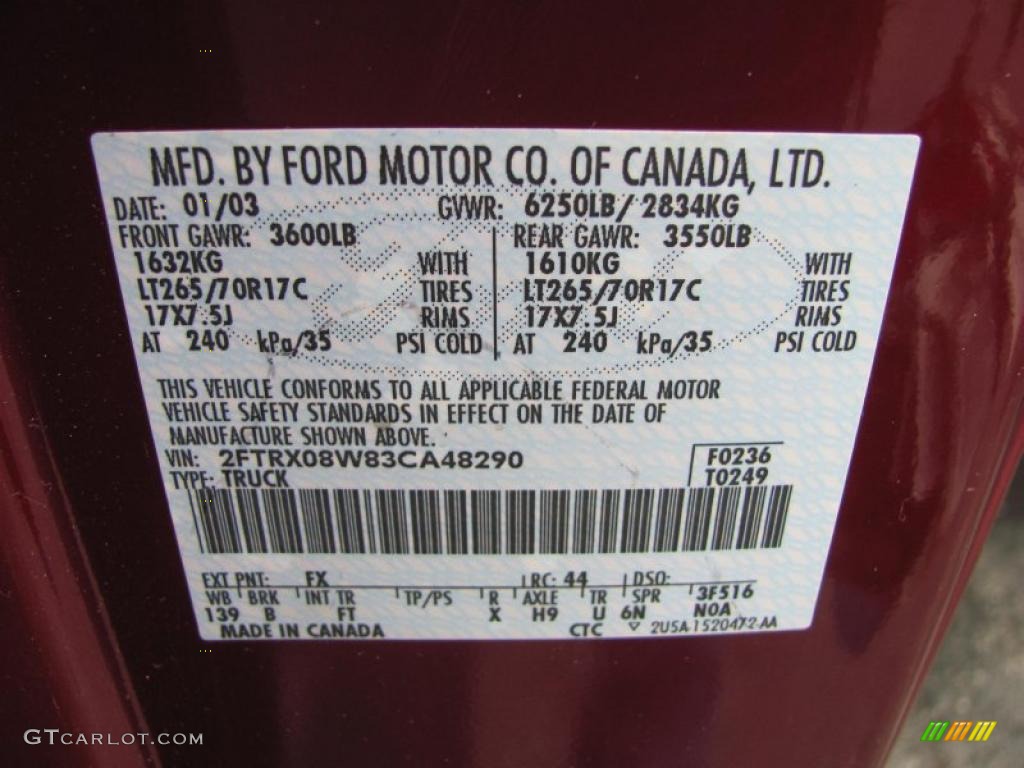 MFD. BY FORD MOTOR CO. OF CANADA, LTD.
DATE: 01/03 GVWR: 6250LB/ 2834KG
FRONT GAWR: 3600LB REAR GAWR: 3550LB
1632KG WITH 1610KG WITH
LT265/70R17C TIRES LT265/70R17C TIRES
17X7.5J RIMS 17X7.5J RIMS
AT 240 kPa/35 PSI COLD AT 240 kPa/35 PSI COLD
THIS VEHICLE CONFORMS TO ALL APPLICABLE FEDERAL MOTOR
VEHICLE SAFETY STANDARDS IN EFFECT ON THE DATE OF
MANUFACTURE SHOWN ABOVE.
VIN: 2FTRX08W83CA48290 F0236
TYPE: TRUCK T0249
EXT PNT: FX RC: 44 DSO:
WB BRK INT TR TP/PS R AXLE TR SPR 3F516
139 B FT X H9 U 6N NOA
MADE IN CANADA CTC 2U5A-1520472-AA
GTCARLOT.COM